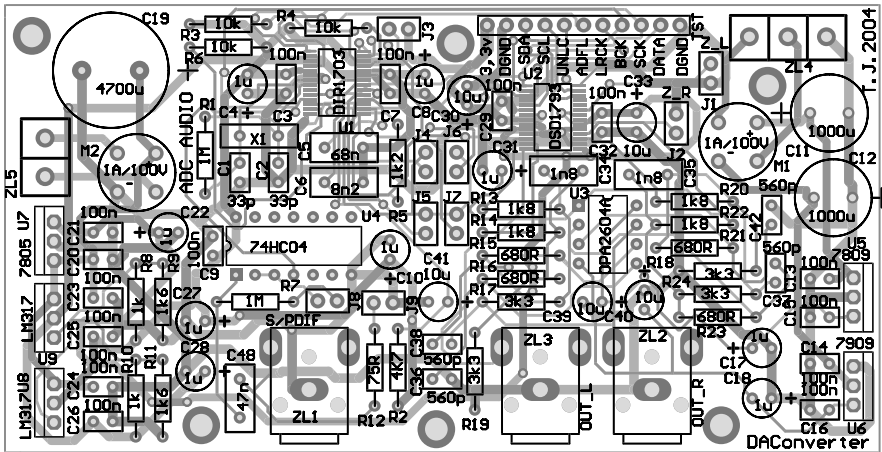 C19
4700u
R3
10k
R6
10k
R4
10k
J3
TST
3,3v
DGND
SDA
SCL
UNLC
ADFL
LRCK
BCK
SCK
DATA
DGND
Z_L
ZL4
T.J.2004
100n
DIR1703
100n
1u
C4
C3
1u
C8
C7
10u
C30
100n
C29
U2
DSD1793
100n
C33
Z_R
J1
C32
10u
J2
1A/100V
M1
1000u
C11
ADC AUDIO
R1
1M
X1
U1
C5
68n
C6
8n2
1k2
R5
J4
J6
C31
1u
1n8
C34
1n8
C35
C12
1000u
ZL5
M2
1A/100V
C1
33p
C2
33p
J5
J7
R13
1k8
R14
1k8
R15
680R
R16
680R
R17
3k3
U3
OPA2604A
R20
1k8
R22
1k8
R21
680R
R18
3k3
R24
3k3
680R
R23
560p
C42
560p
C37
U7
7805
100n
C21
C20
100n
C22
1u
100n
C9
74HC04
U4
1u
C10
C41
10u
U5
7809
C13
100n
C15
LM317
C23
C25
100n
R8
1k
R9
1k6
C27
1u
R7
1M
S/PDIF
J8
J9
C39
10u
C40
10u
U9
LM317
U8
100n
C24
100n
C26
R10
1k
R11
1k6
C28
1u
C48
47n
ZL1
75R
R12
4K7
R2
C38
560p
C36
560p
3k3
R19
ZL3
OUT_L
ZL2
OUT_R
C17
1u
C18
1u
7909
C14
100n
100n
C16
U6
DAConverter